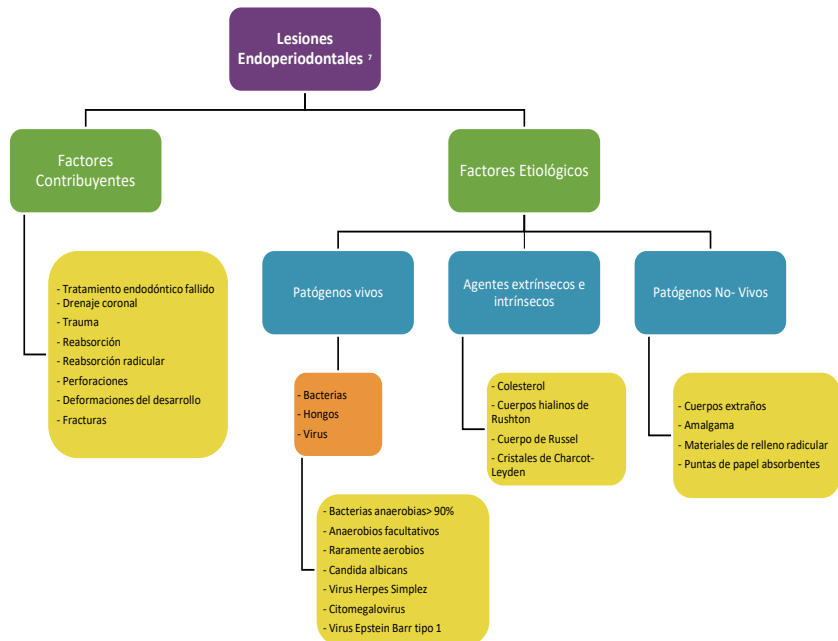 Lesiones
Endoperiodontales ⁷
Factores
Contribuyentes
Factores Etiológicos
- Tratamiento endodóntico fallido
- Drenaje coronal
- Trauma
- Reabsorción
- Reabsorción radicular
- Perforaciones
- Deformaciones del desarrollo
- Fracturas
Patógenos vivos
Agentes extrínsecos e
intrínsecos
Patógenos No- Vivos
- Bacterias
- Hongos
- Virus
- Colesterol
- Cuerpos hialinos de
Rushton
- Cuerpo de Russel
- Cristales de Charcot-
Leyden
- Cuerpos extraños
- Amalgama
- Materiales de relleno radicular
- Puntas de papel absorbentes
- Bacterias anaerobias> 90%
- Anaerobios facultativos
- Raramente aerobios
- Candida albicans
- Virus Herpes Simplez
- Citomegalovirus
- Virus Epstein Barr tipo 1